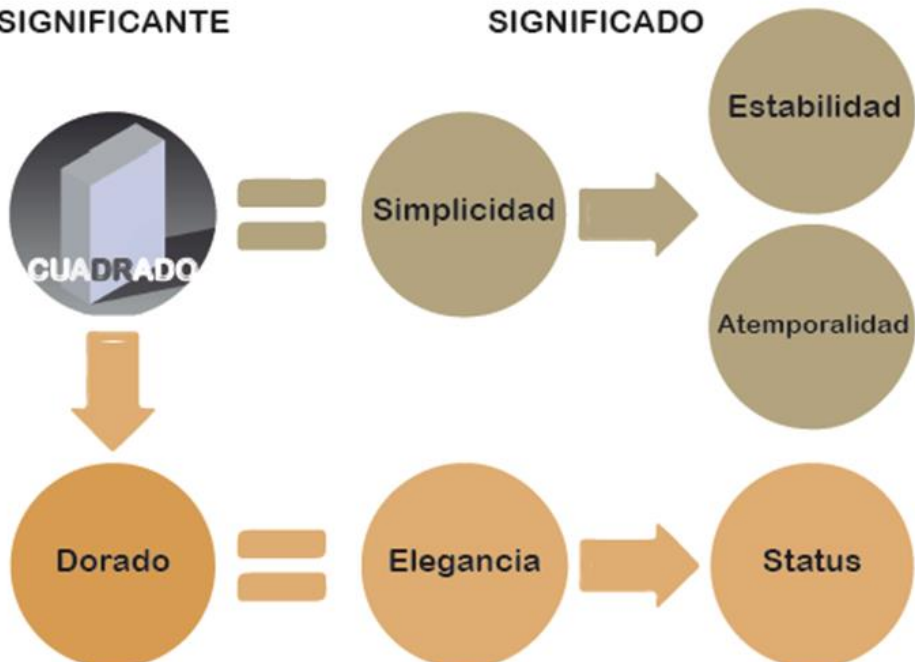 SIGNIFICANTE
SIGNIFICADO
CUADRADO
Simplicidad
Estabilidad
Atemporalidad
Dorado
Elegancia
Status